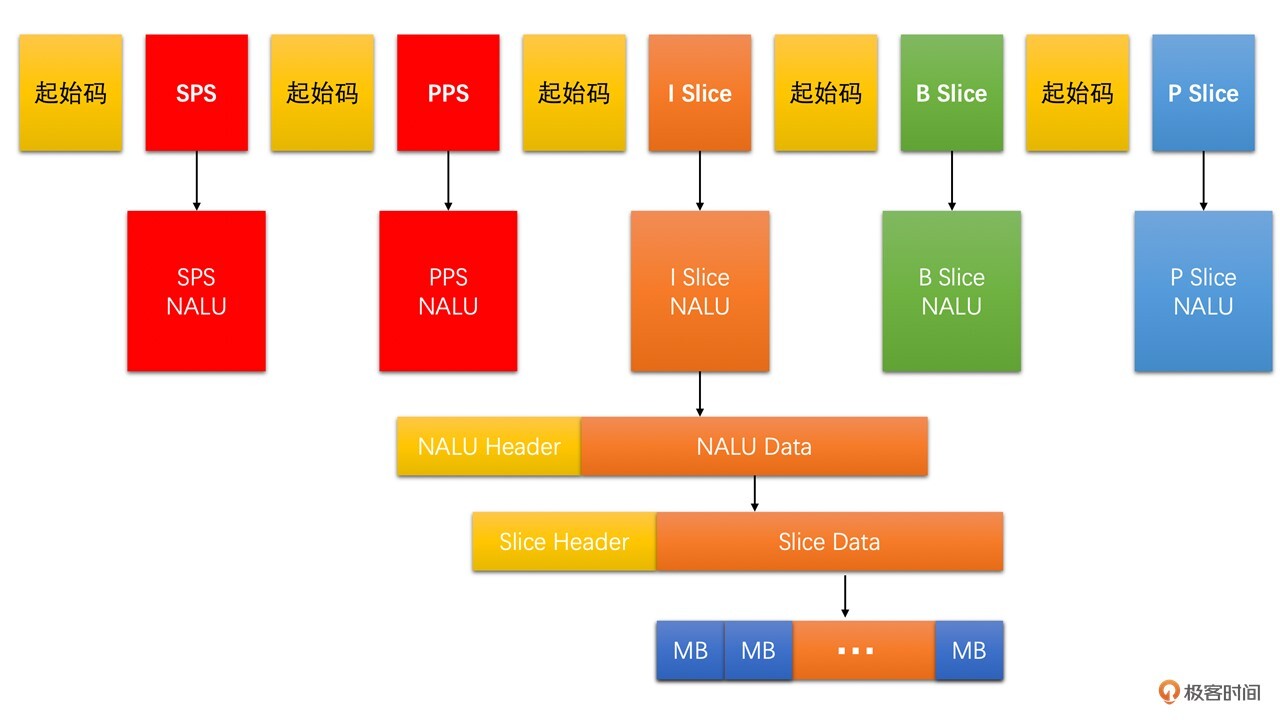 起始码 SPS 起始码 PPS 起始码 I Slice 起始码 B Slice 起始码 P Slice
SPS
NALU
PPS
NALU
I Slice
NALU
B Slice
NALU
P Slice
NALU
NALU Header NALU Data
Slice Header Slice Data
MB MB ... MB
极客时间